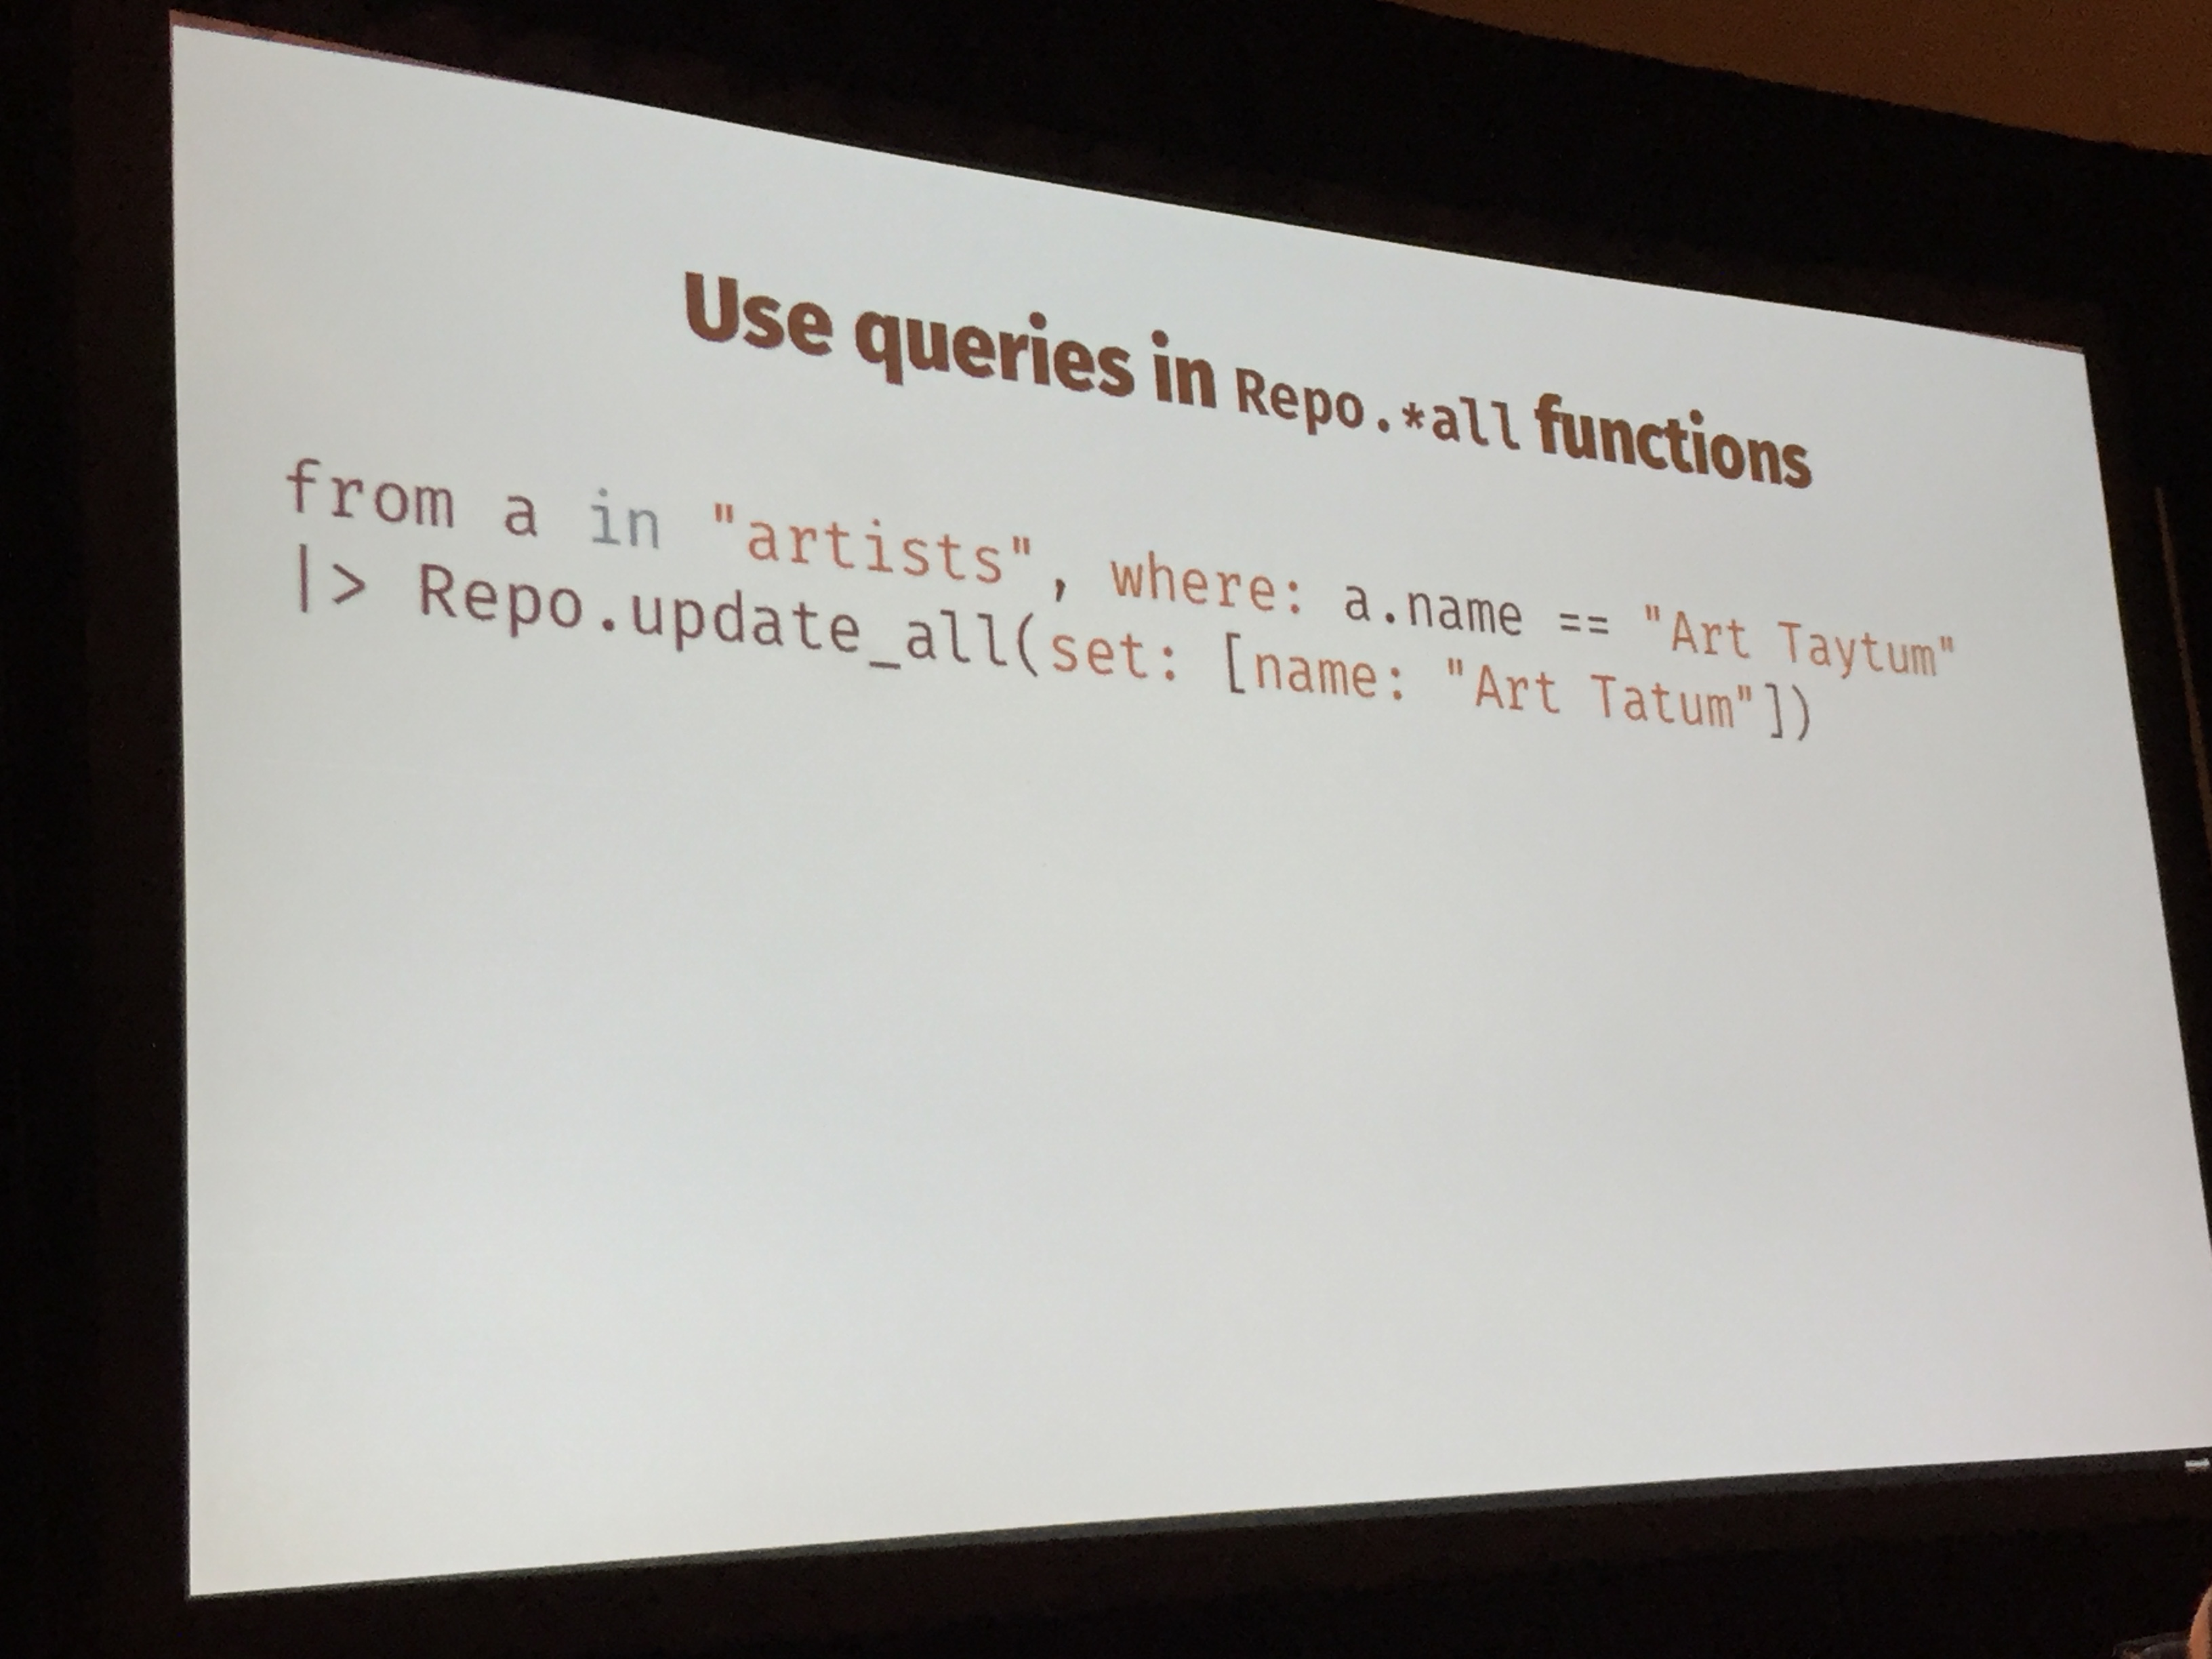 Use queries in Repo.*all functions
from a in "artists", where: a.name == "Art Taytum"
|> Repo.update_all(set: [name: "Art Tatum"])